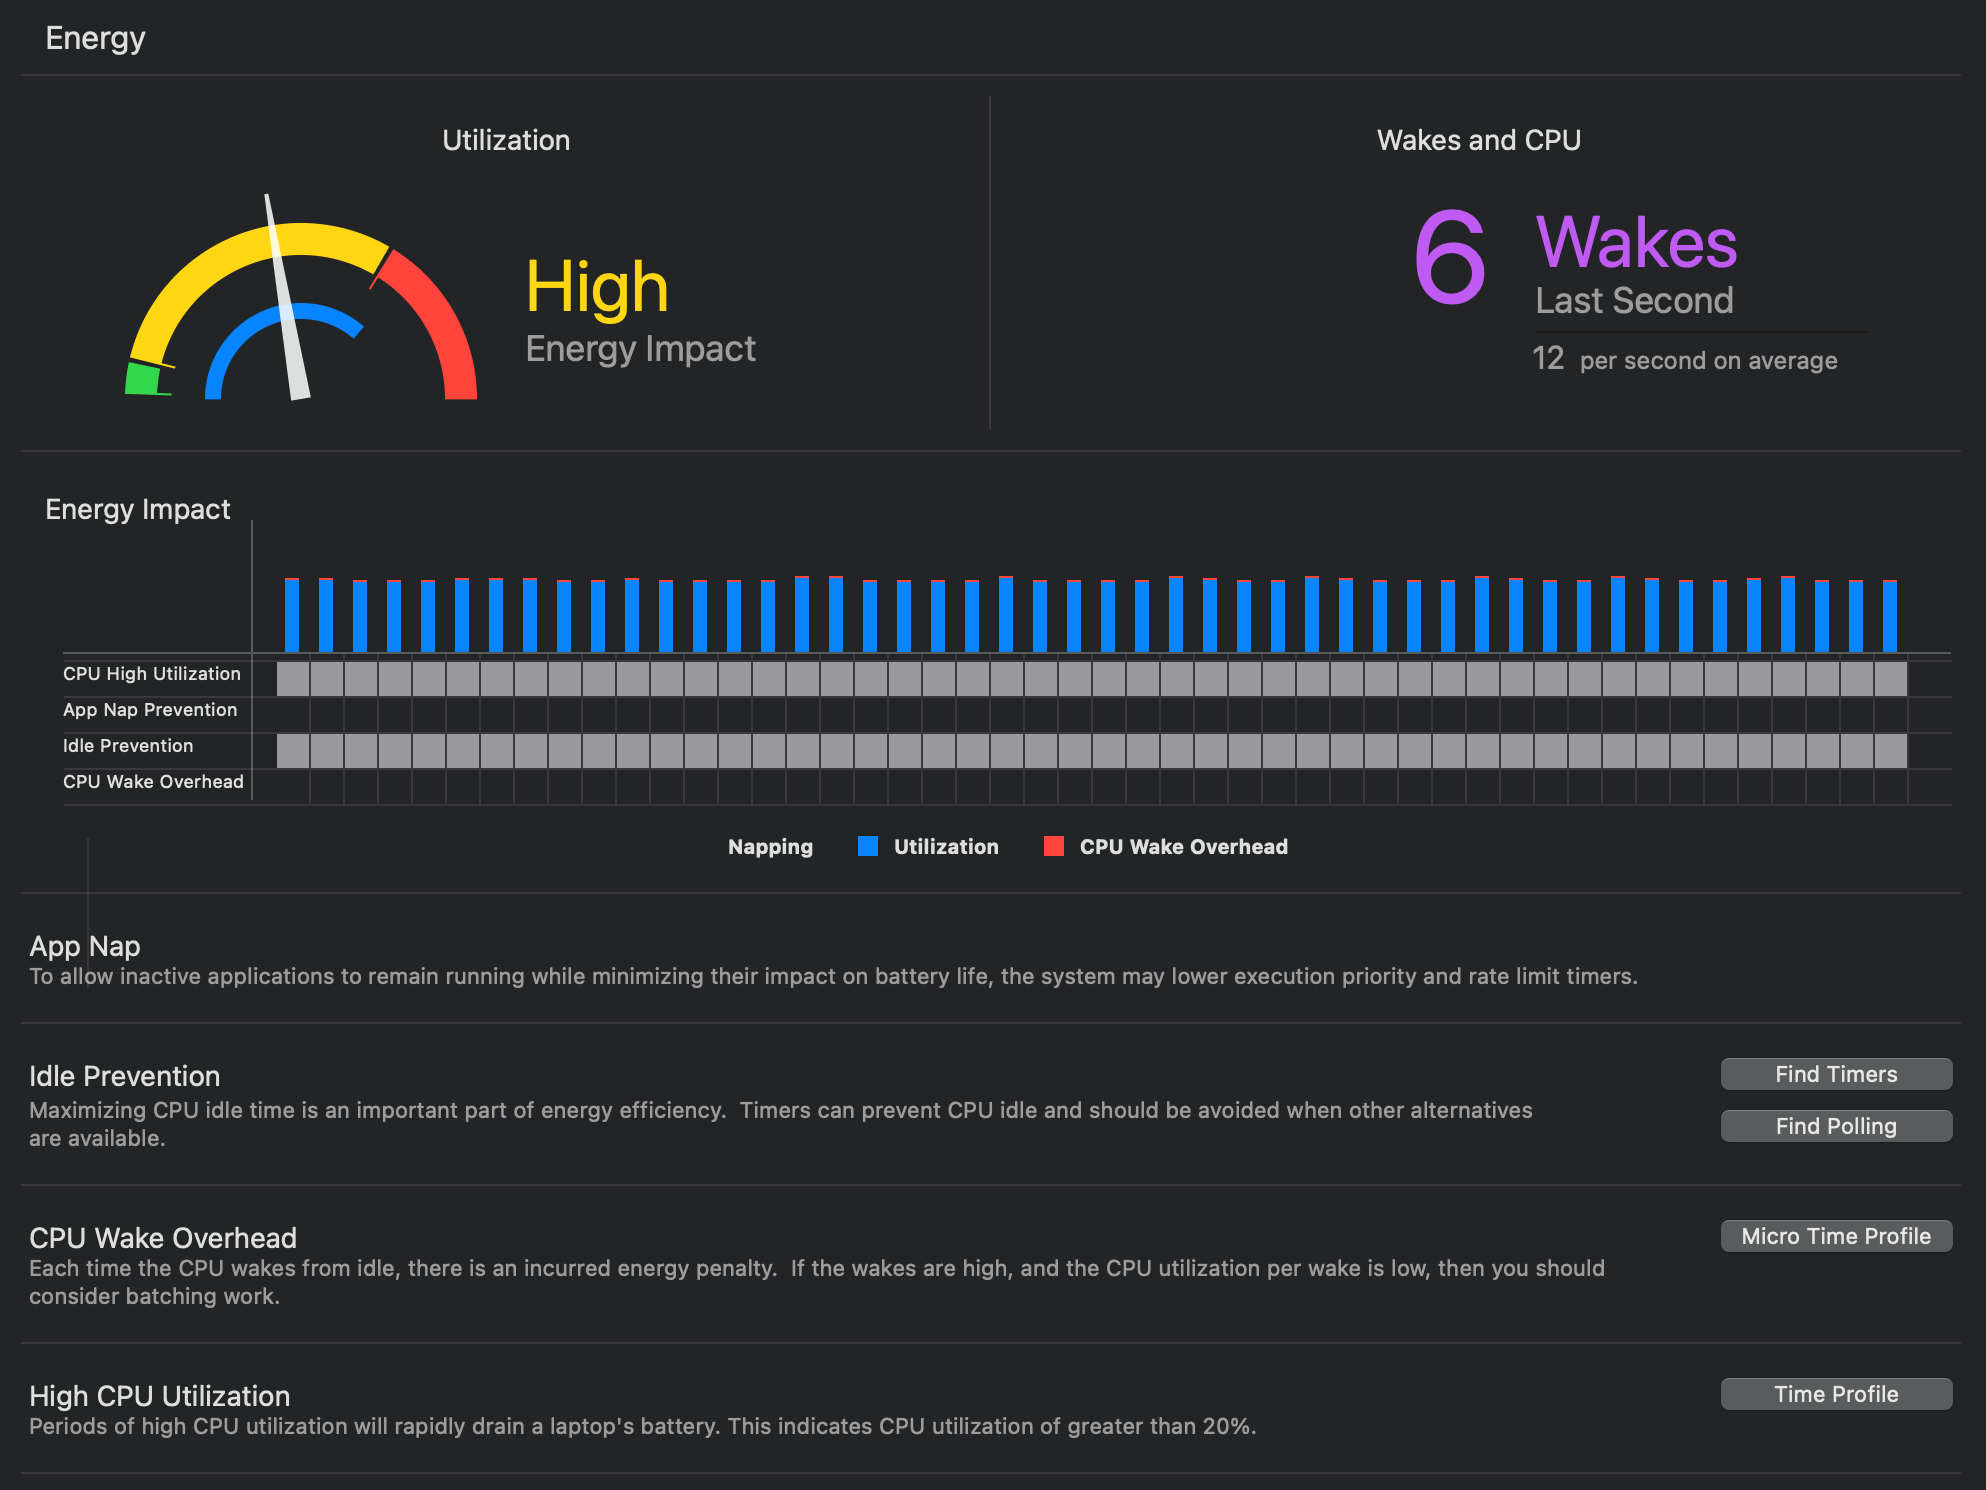 Energy
Utilization
Wakes and CPU
High
Energy Impact
6 Wakes
Last Second
12 per second on average
Energy Impact
CPU High Utilization
App Nap Prevention
Idle Prevention
CPU Wake Overhead
Napping Utilization CPU Wake Overhead
App Nap
To allow inactive applications to remain running while minimizing their impact on battery life, the system may lower execution priority and rate limit timers.
Idle Prevention
Find Timers
Maximizing CPU idle time is an important part of energy efficiency.  Timers can prevent CPU idle and should be avoided when other alternatives
are available.
Find Polling
CPU Wake Overhead
Micro Time Profile
Each time the CPU wakes from idle, there is an incurred energy penalty.  If the wakes are high, and the CPU utilization per wake is low, then you should
consider batching work.
High CPU Utilization
Time Profile
Periods of high CPU utilization will rapidly drain a laptop's battery. This indicates CPU utilization of greater than 20%.